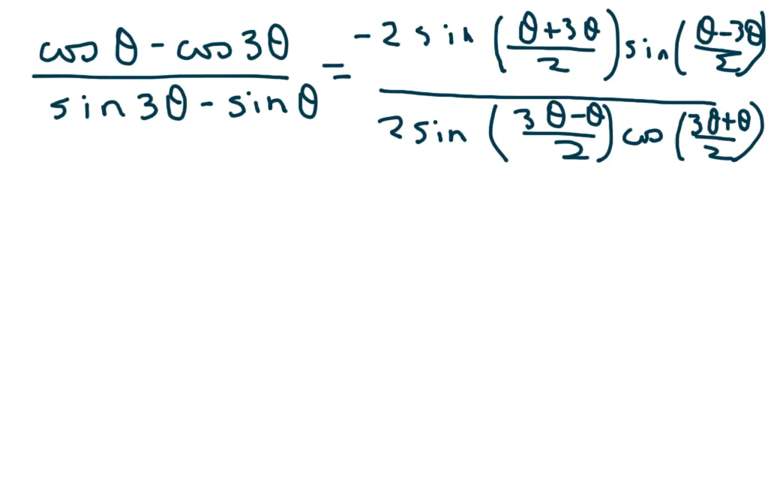 cos θ - cos 3θ / sin 3θ - sin θ = -2 sin ((θ+3θ)/2) sin ((θ-3θ)/2) / 2 sin ((3θ-θ)/2) cos ((3θ+θ)/2)